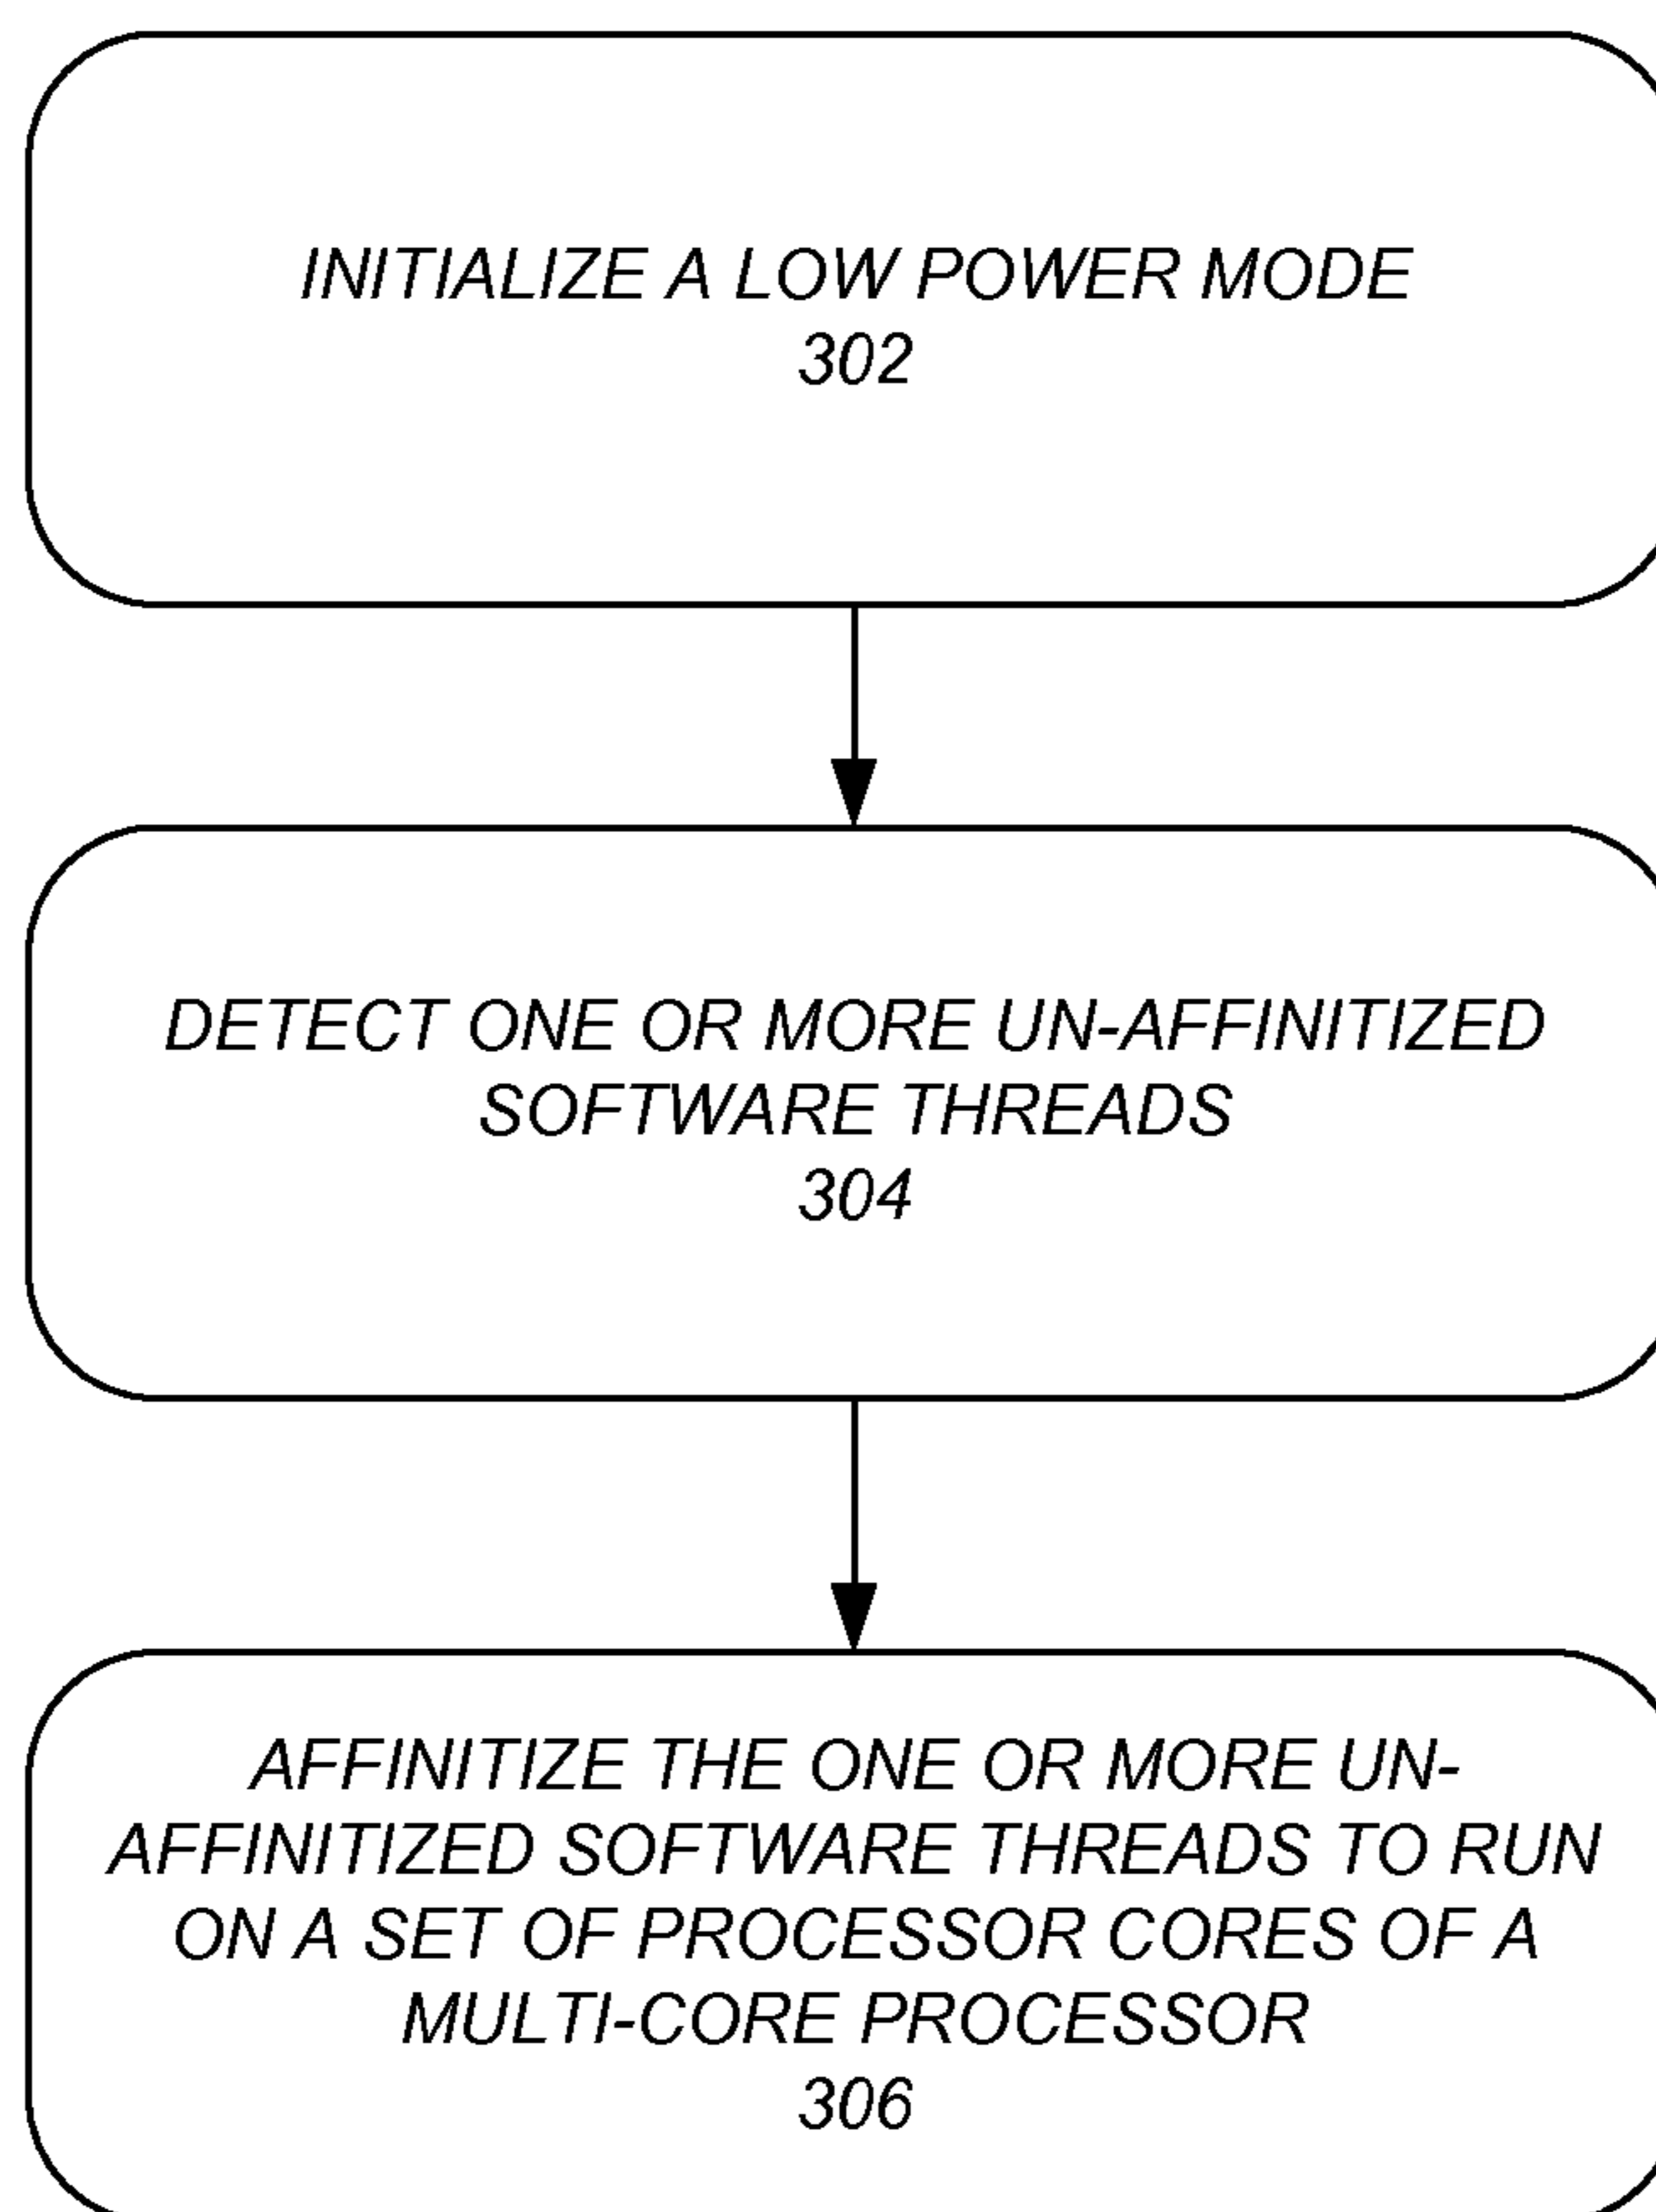 INITIALIZE A LOW POWER MODE
302
DETECT ONE OR MORE UN-AFFINITIZED
SOFTWARE THREADS
304
AFFINITIZE THE ONE OR MORE UN-
AFFINITIZED SOFTWARE THREADS TO RUN
ON A SET OF PROCESSOR CORES OF A
MULTI-CORE PROCESSOR
306